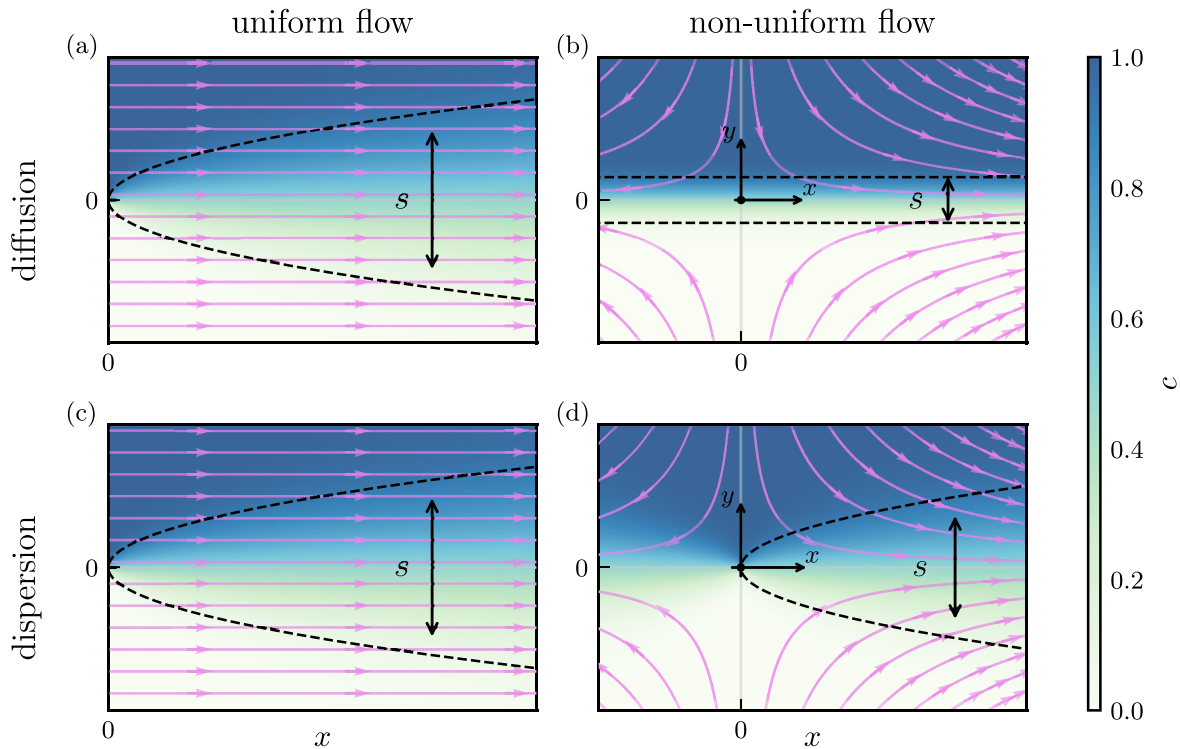 uniform flow
non-uniform flow
(a)
(b)
diffusion
0
s
0
0
y
x
s
0
1.0
0.8
0.6
0.4
0.2
0.0
c
(c)
(d)
dispersion
0
s
0
x
0
y
x
s
0
x